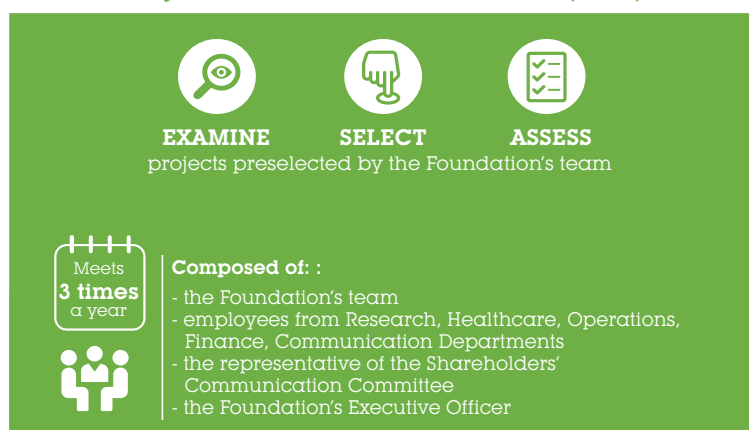 EXAMINE SELECT ASSESS
projects preselected by the Foundation's team
Meets
3 times
a year
Composed of: :
- the Foundation's team
- employees from Research, Healthcare, Operations,
Finance, Communication Departments
- the representative of the Shareholders'
Communication Committee
- the Foundation's Executive Officer